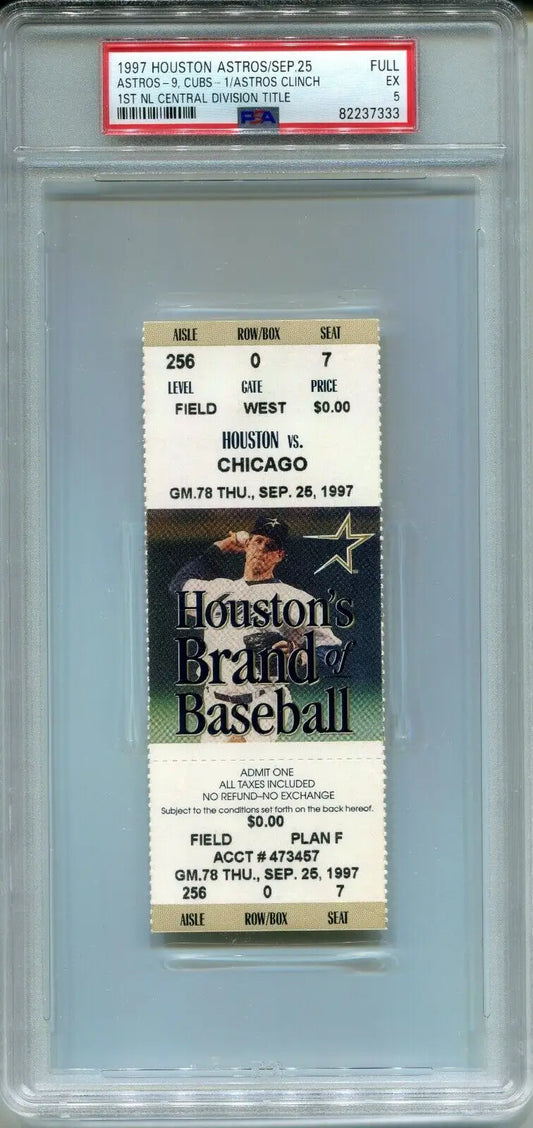 1997 HOUSTON ASTROS/SEP.25 FULL
ASTROS-9, CUBS-1/ASTROS CLINCH EX
1ST NL CENTRAL DIVISION TITLE 5
PSA 82237333
AISLE ROW/BOX SEAT
256 0 7
LEVEL GATE PRICE
FIELD WEST $0.00
HOUSTON VS.
CHICAGO
GM.78 THU., SEP. 25, 1997
Houston's
Brand of
Baseball
ADMIT ONE
ALL TAXES INCLUDED
NO REFUND–NO EXCHANGE
Subject to the conditions set forth on the back hereof.
$0.00
FIELD PLAN F
ACCT # 473457
GM.78 THU., SEP. 25, 1997
256 0 7
AISLE ROW/BOX SEAT